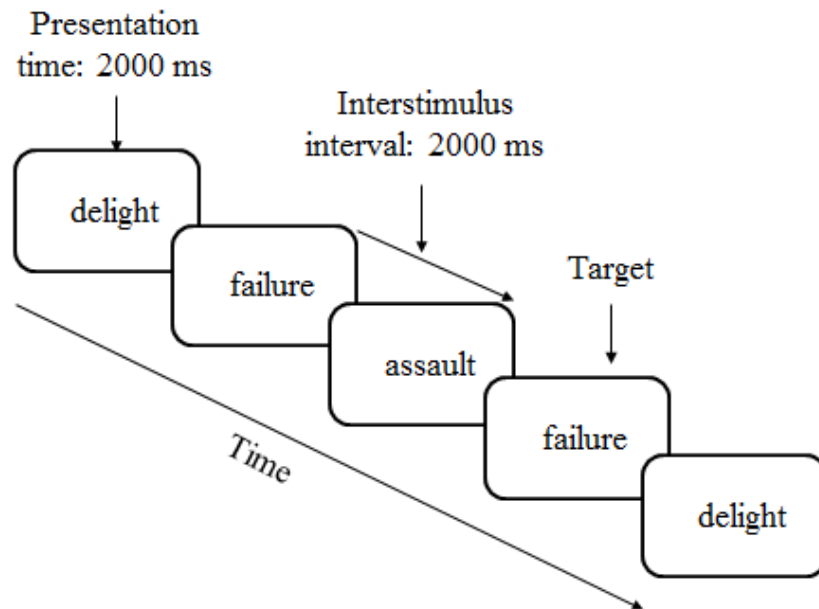 Presentation
time: 2000 ms
Interstimulus
interval: 2000 ms
delight
failure
Target
assault
failure
Time
delight